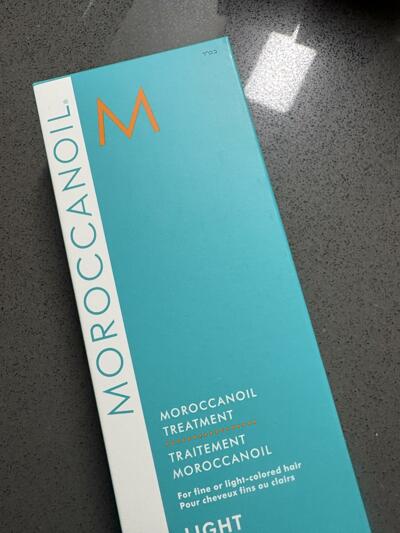 MOROCCANOIL®
M
MOROCCANOIL
TREATMENT
TRAITEMENT
MOROCCANOIL
For fine or light-colored hair
Pour cheveux fins ou clairs
LIGHT